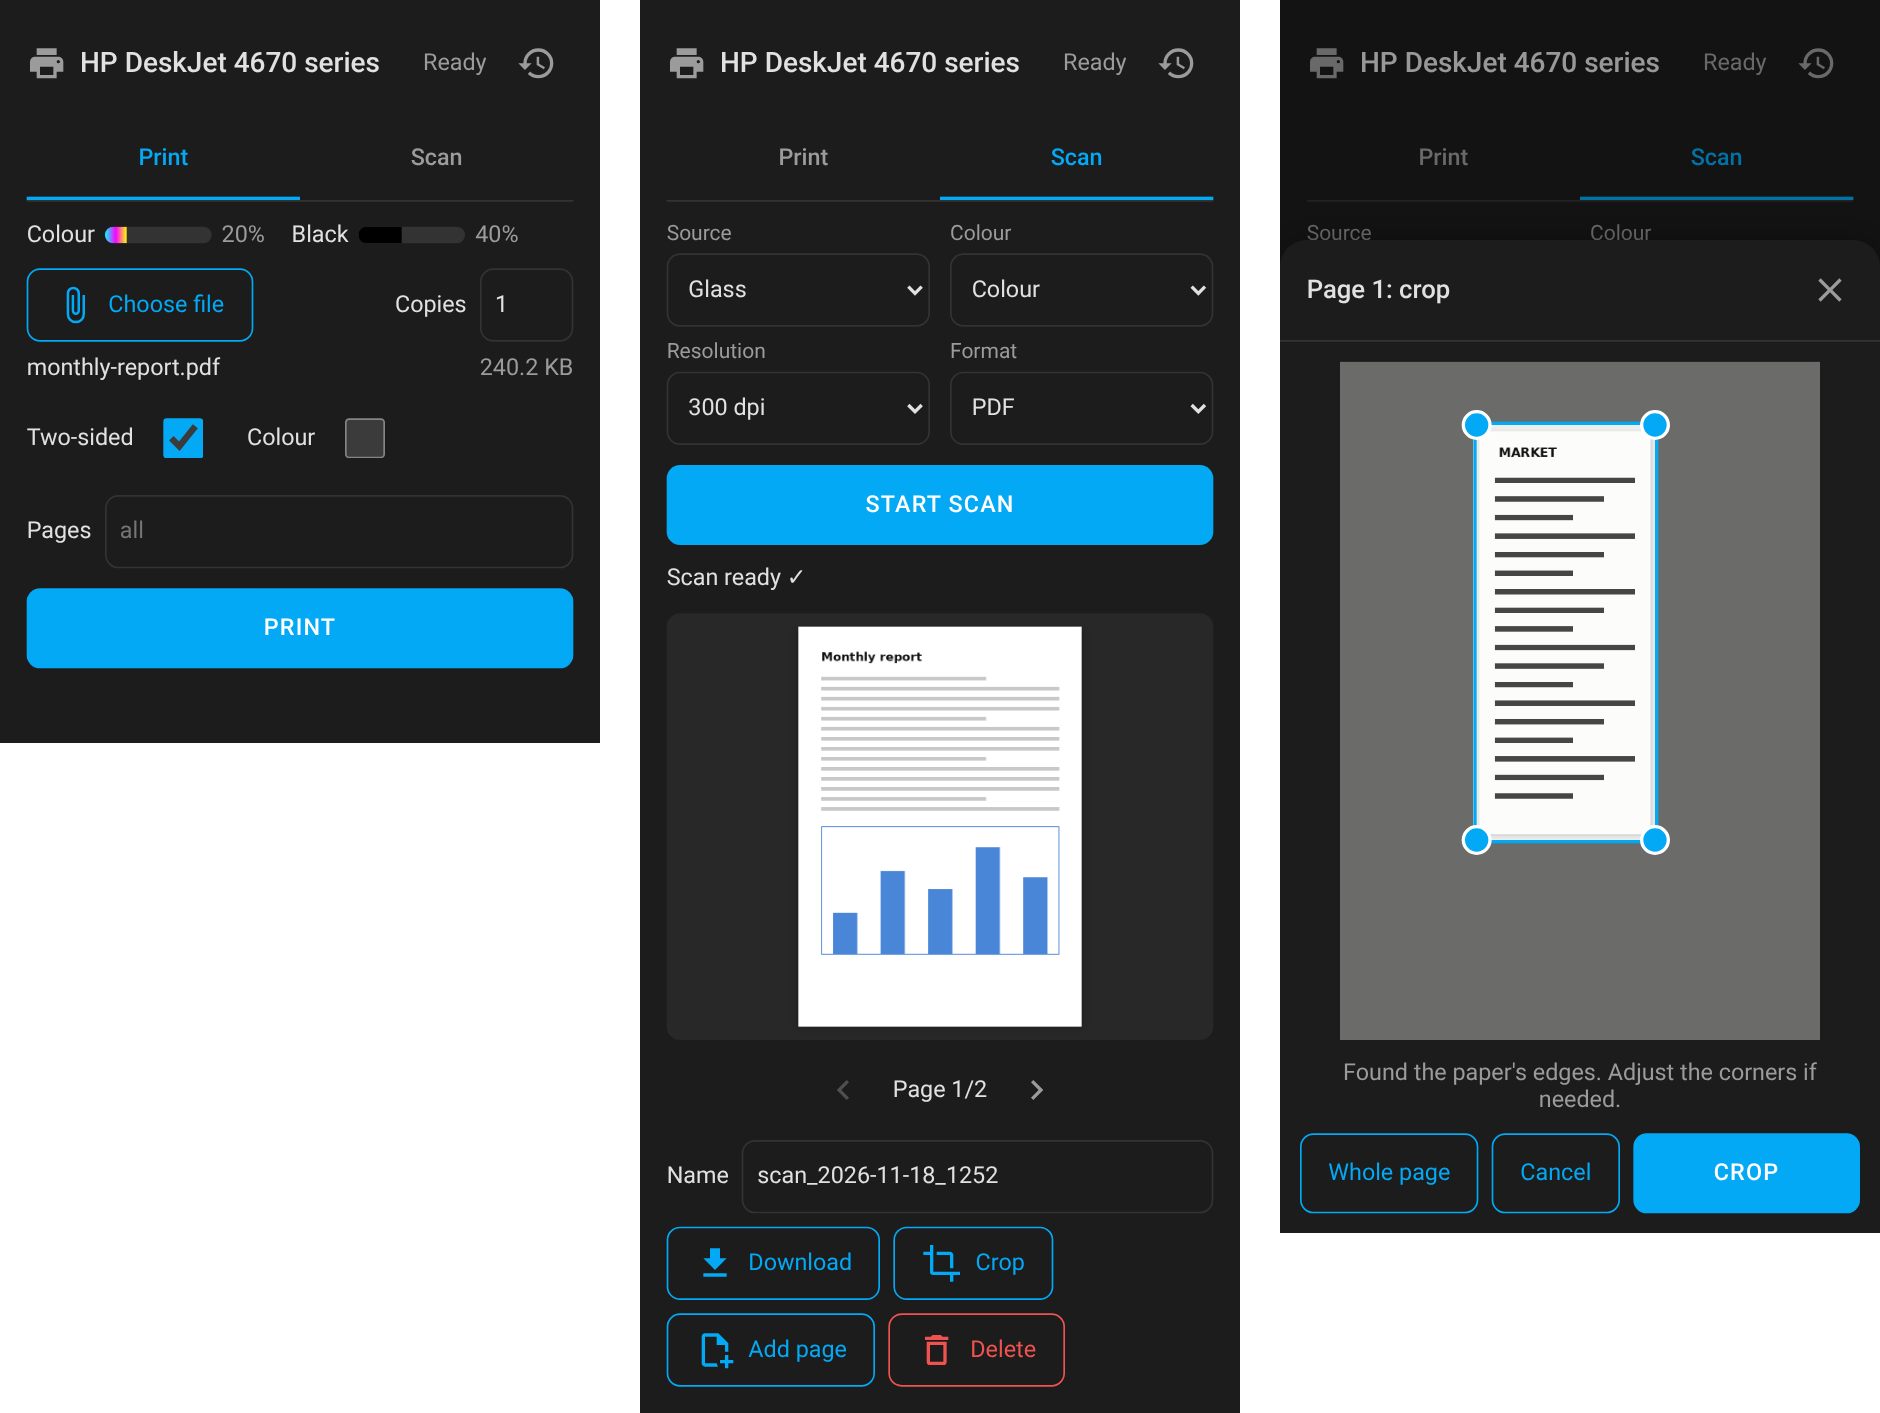 HP DeskJet 4670 series Ready
Print Scan
Colour 20% Black 40%
Choose file Copies 1
monthly-report.pdf 240.2 KB
Two-sided Colour
Pages all
PRINT
HP DeskJet 4670 series Ready
Print Scan
Source Colour
Glass Colour
Resolution Format
300 dpi PDF
START SCAN
Scan ready ✓
Monthly report
Page 1/2
Name scan_2026-11-18_1252
Download Crop
Add page Delete
HP DeskJet 4670 series Ready
Print Scan
Source Colour
Page 1: crop
MARKET
Found the paper's edges. Adjust the corners if
needed.
Whole page Cancel CROP